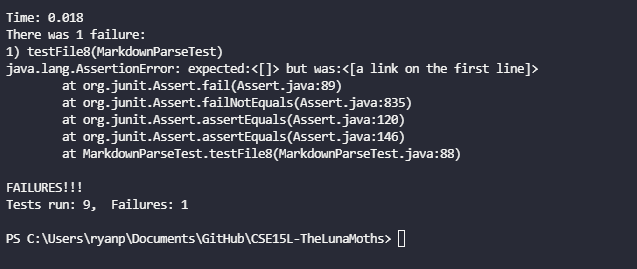 Time: 0.018
There was 1 failure:
1) testFile8(MarkdownParseTest)
java.lang.AssertionError: expected:<[]> but was:<[a link on the first line]>
        at org.junit.Assert.fail(Assert.java:89)
        at org.junit.Assert.failNotEquals(Assert.java:835)
        at org.junit.Assert.assertEquals(Assert.java:120)
        at org.junit.Assert.assertEquals(Assert.java:146)
        at MarkdownParseTest.testFile8(MarkdownParseTest.java:88)

FAILURES!!!
Tests run: 9,  Failures: 1

PS C:\Users\ryanp\Documents\GitHub\CSE15L-TheLunaMoths>